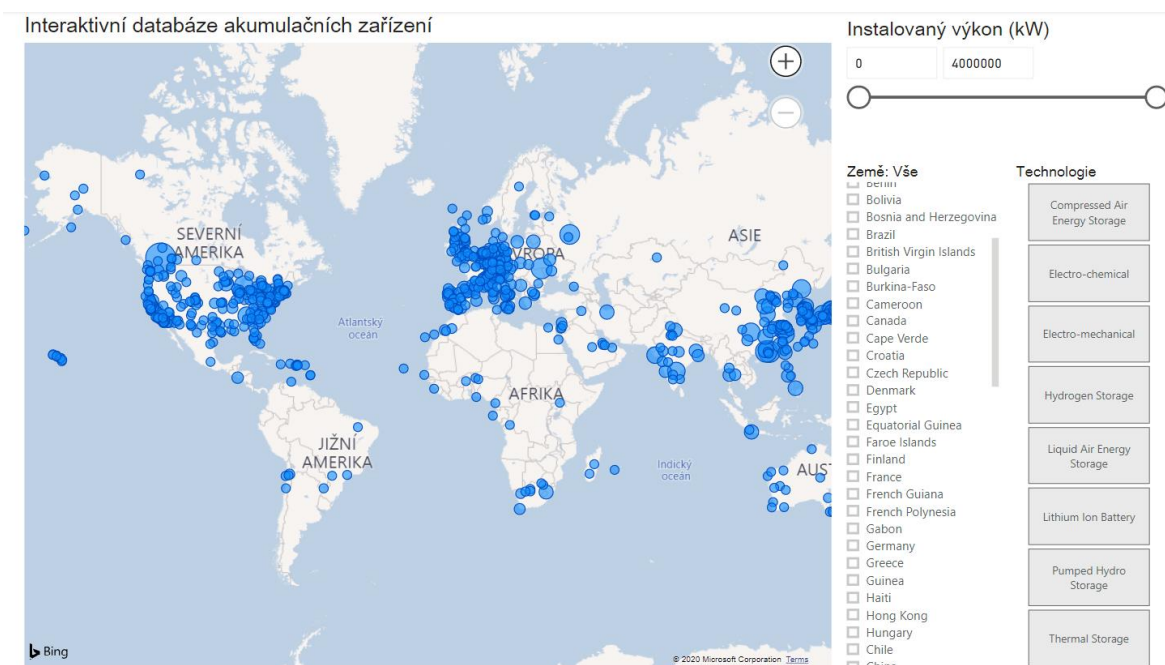 Interaktivní databáze akumulačních zařízení
SEVERNÍ
AMERIKA
ASIE
Atlantský
oceán
AFRIKA
JIŽNÍ
AMERIKA
Indický
oceán
AUS
Bing
© 2020 Microsoft Corporation Terms
Instalovaný výkon (kW)
0 4000000
Země: Vše
Benin
Bolivia
Bosnia and Herzegovina
Brazil
British Virgin Islands
Bulgaria
Burkina-Faso
Cameroon
Canada
Cape Verde
Croatia
Czech Republic
Denmark
Egypt
Equatorial Guinea
Faroe Islands
Finland
France
French Guiana
French Polynesia
Gabon
Germany
Greece
Guinea
Haiti
Hong Kong
Hungary
Chile
China
Technologie
Compressed Air
Energy Storage
Electro-chemical
Electro-mechanical
Hydrogen Storage
Liquid Air Energy
Storage
Lithium Ion Battery
Pumped Hydro
Storage
Thermal Storage